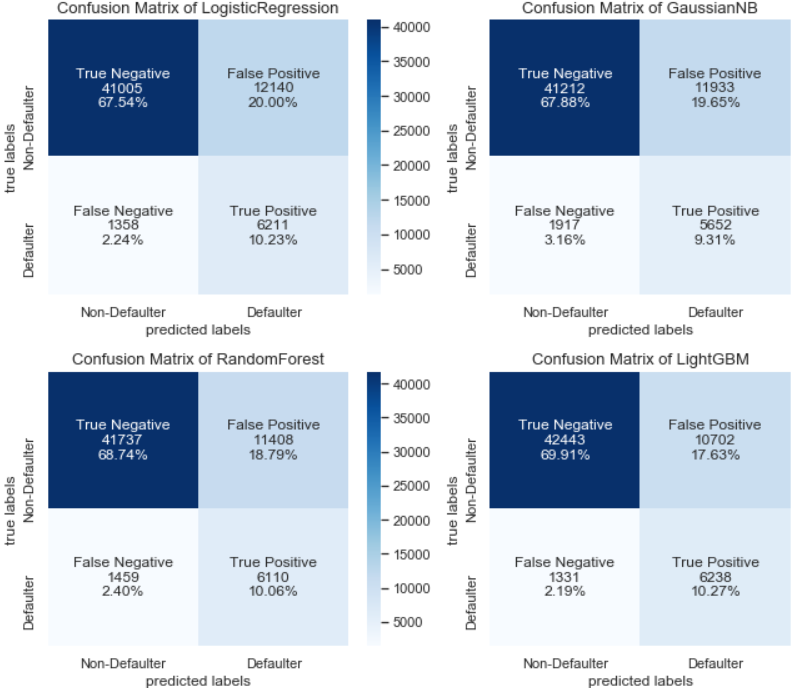 Confusion Matrix of LogisticRegression
True Negative
41005
67.54%
False Positive
12140
20.00%
False Negative
1358
2.24%
True Positive
6211
10.23%
true labels
Non-Defaulter
Defaulter
Non-Defaulter
Defaulter
predicted labels
40000
35000
30000
25000
20000
15000
10000
5000
Confusion Matrix of GaussianNB
True Negative
41212
67.88%
False Positive
11933
19.65%
False Negative
1917
3.16%
True Positive
5652
9.31%
true labels
Non-Defaulter
Defaulter
Non-Defaulter
Defaulter
predicted labels
Confusion Matrix of RandomForest
True Negative
41737
68.74%
False Positive
11408
18.79%
False Negative
1459
2.40%
True Positive
6110
10.06%
true labels
Non-Defaulter
Defaulter
Non-Defaulter
Defaulter
predicted labels
40000
35000
30000
25000
20000
15000
10000
5000
Confusion Matrix of LightGBM
True Negative
42443
69.91%
False Positive
10702
17.63%
False Negative
1331
2.19%
True Positive
6238
10.27%
true labels
Non-Defaulter
Defaulter
Non-Defaulter
Defaulter
predicted labels